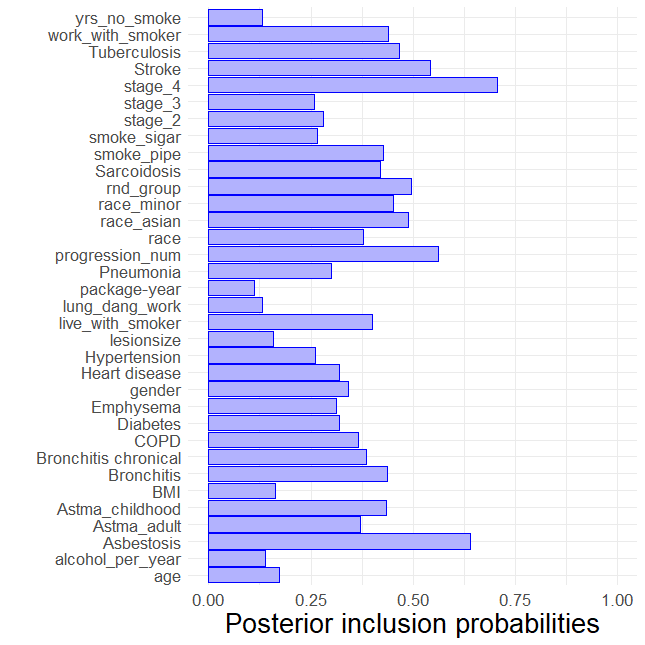 yrs_no_smoke
work_with_smoker
Tuberculosis
Stroke
stage_4
stage_3
stage_2
smoke_sigar
smoke_pipe
Sarcoidosis
rnd_group
race_minor
race_asian
race
progression_num
Pneumonia
package-year
lung_dang_work
live_with_smoker
lesionsize
Hypertension
Heart disease
gender
Emphysema
Diabetes
COPD
Bronchitis chronical
Bronchitis
BMI
Astma_childhood
Astma_adult
Asbestosis
alcohol_per_year
age
0.00 0.25 0.50 0.75 1.00
Posterior inclusion probabilities